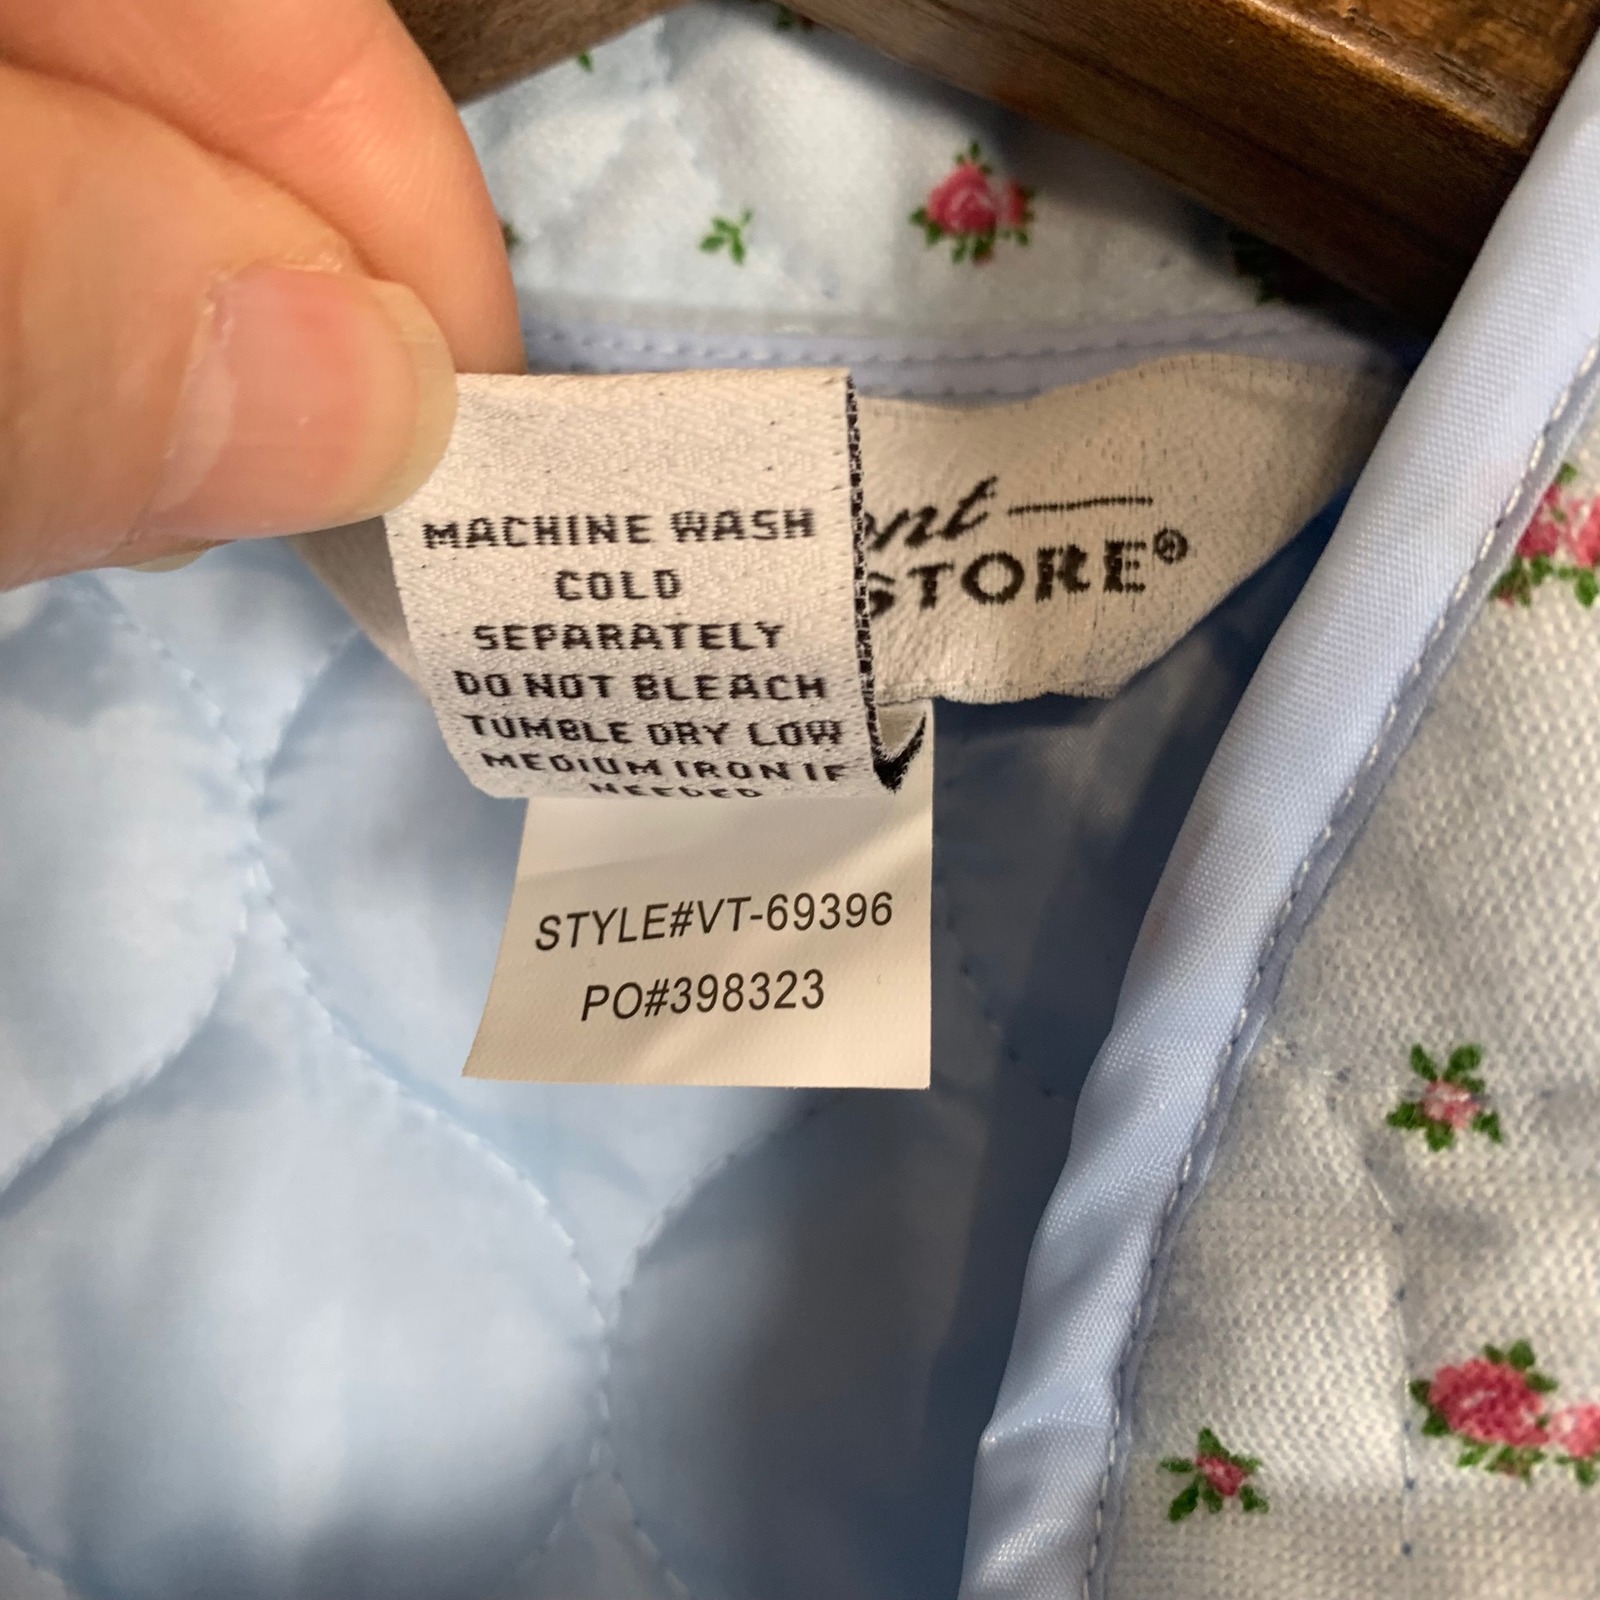 MACHINE WASH
COLD
SEPARATELY
DO NOT BLEACH
TUMBLE DRY LOW
MEDIUM IRON IF
NEEDED
STORE®
STYLE#VT-69396
PO#398323